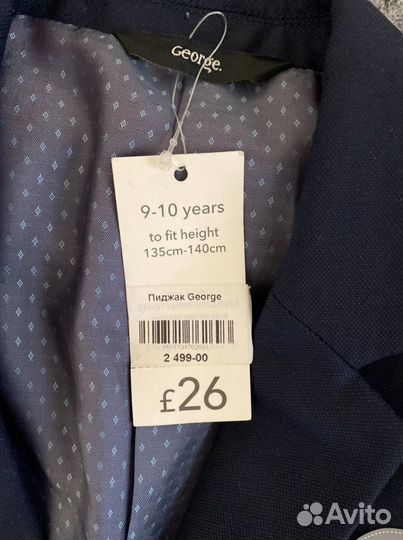 George.
9-10 years
to fit height
135cm-140cm
Пиджак George
2 499-00
£26
Avito